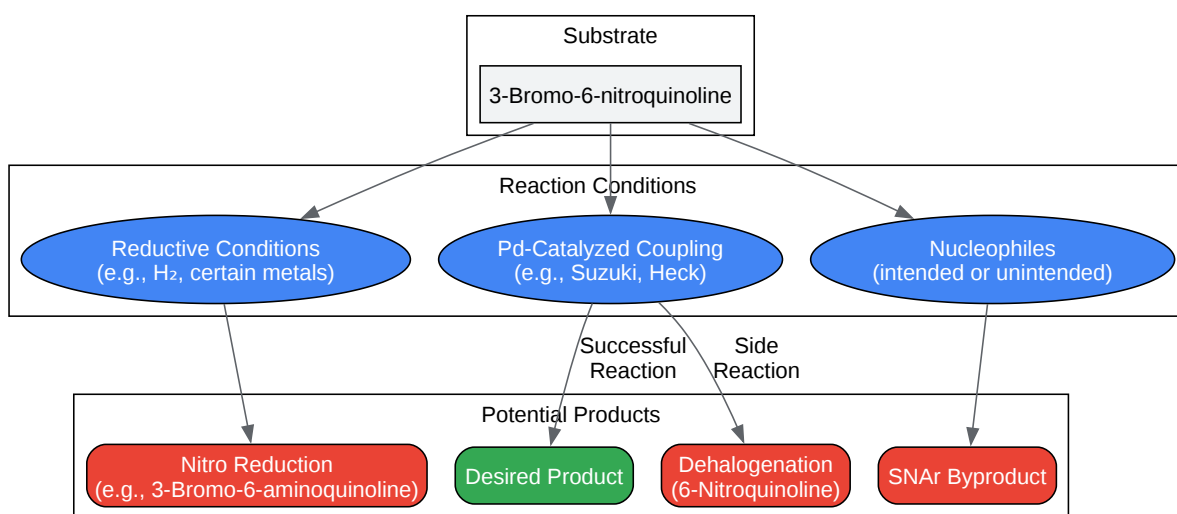 Substrate
3-Bromo-6-nitroquinoline
Reaction Conditions
Reductive Conditions
(e.g., H₂, certain metals)
Pd-Catalyzed Coupling
(e.g., Suzuki, Heck)
Nucleophiles
(intended or unintended)
Successful
Reaction
Side
Reaction
Potential Products
Nitro Reduction
(e.g., 3-Bromo-6-aminoquinoline)
Desired Product
Dehalogenation
(6-Nitroquinoline)
SNAr Byproduct